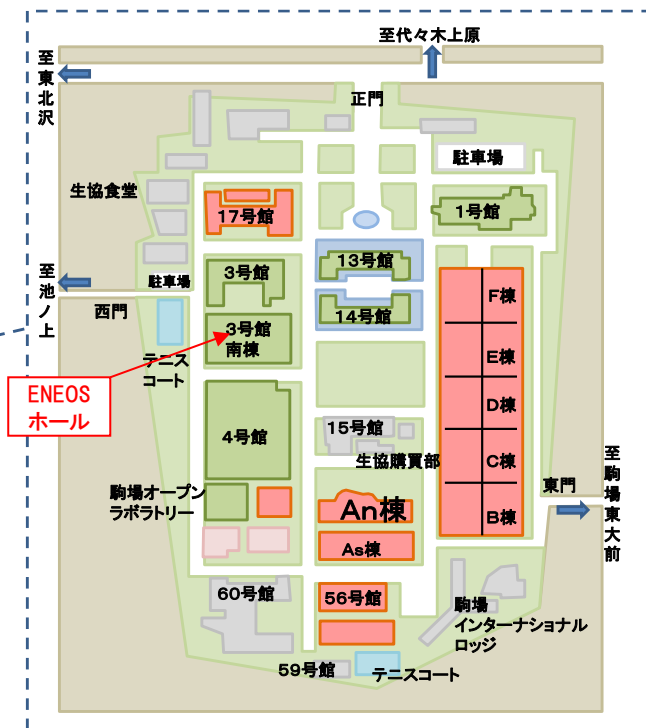 至代々木上原
至東北沢
正門
駐車場
生協食堂
17号館
1号館
至池ノ上
3号館
13号館
駐車場
F棟
西門
14号館
3号館
南棟
テニス
コート
E棟
ENEOS
ホール
D棟
4号館
15号館
生協購買部
C棟
至駒場東大前
駒場オープン
ラボラトリー
東門
An棟
B棟
As棟
60号館
56号館
駒場
インターナショナル
ロッジ
59号館
テニスコート